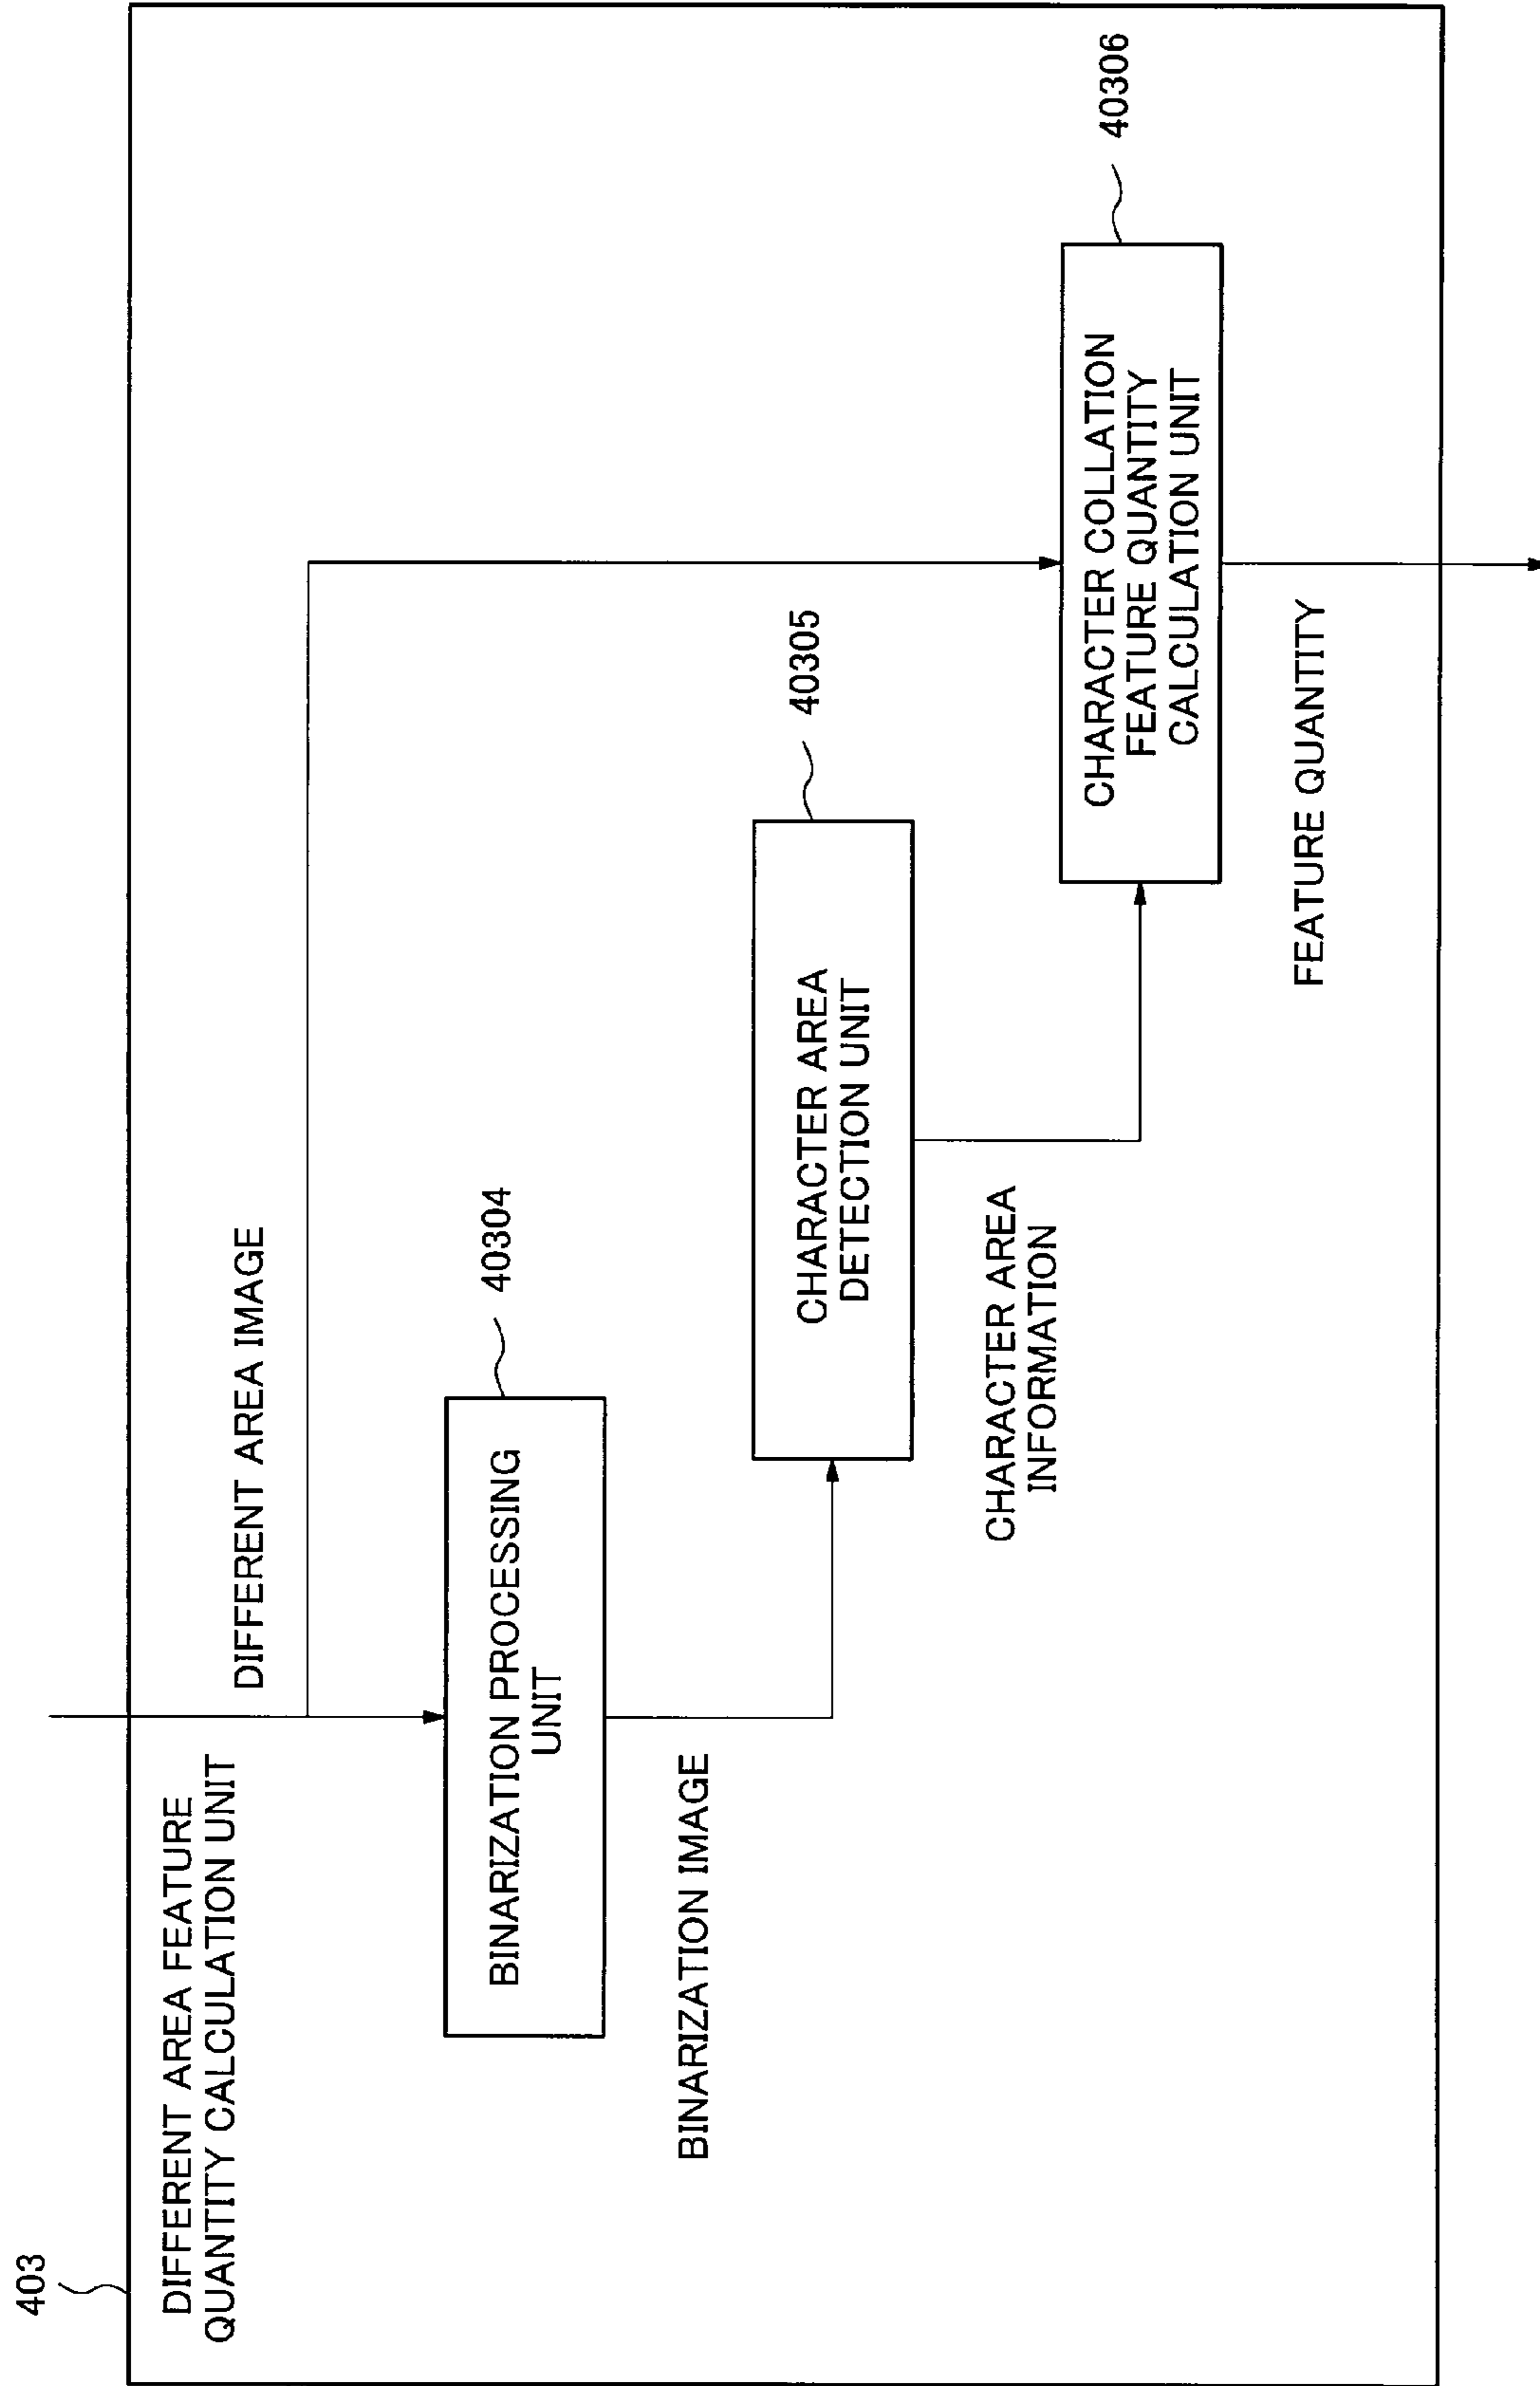 403
DIFFERENT AREA FEATURE
QUANTITY CALCULATION UNIT
DIFFERENT AREA IMAGE
40304
BINARIZATION PROCESSING
UNIT
BINARIZATION IMAGE
40305
CHARACTER AREA
DETECTION UNIT
CHARACTER AREA
INFORMATION
40306
CHARACTER COLLATION
FEATURE QUANTITY
CALCULATION UNIT
FEATURE QUANTITY